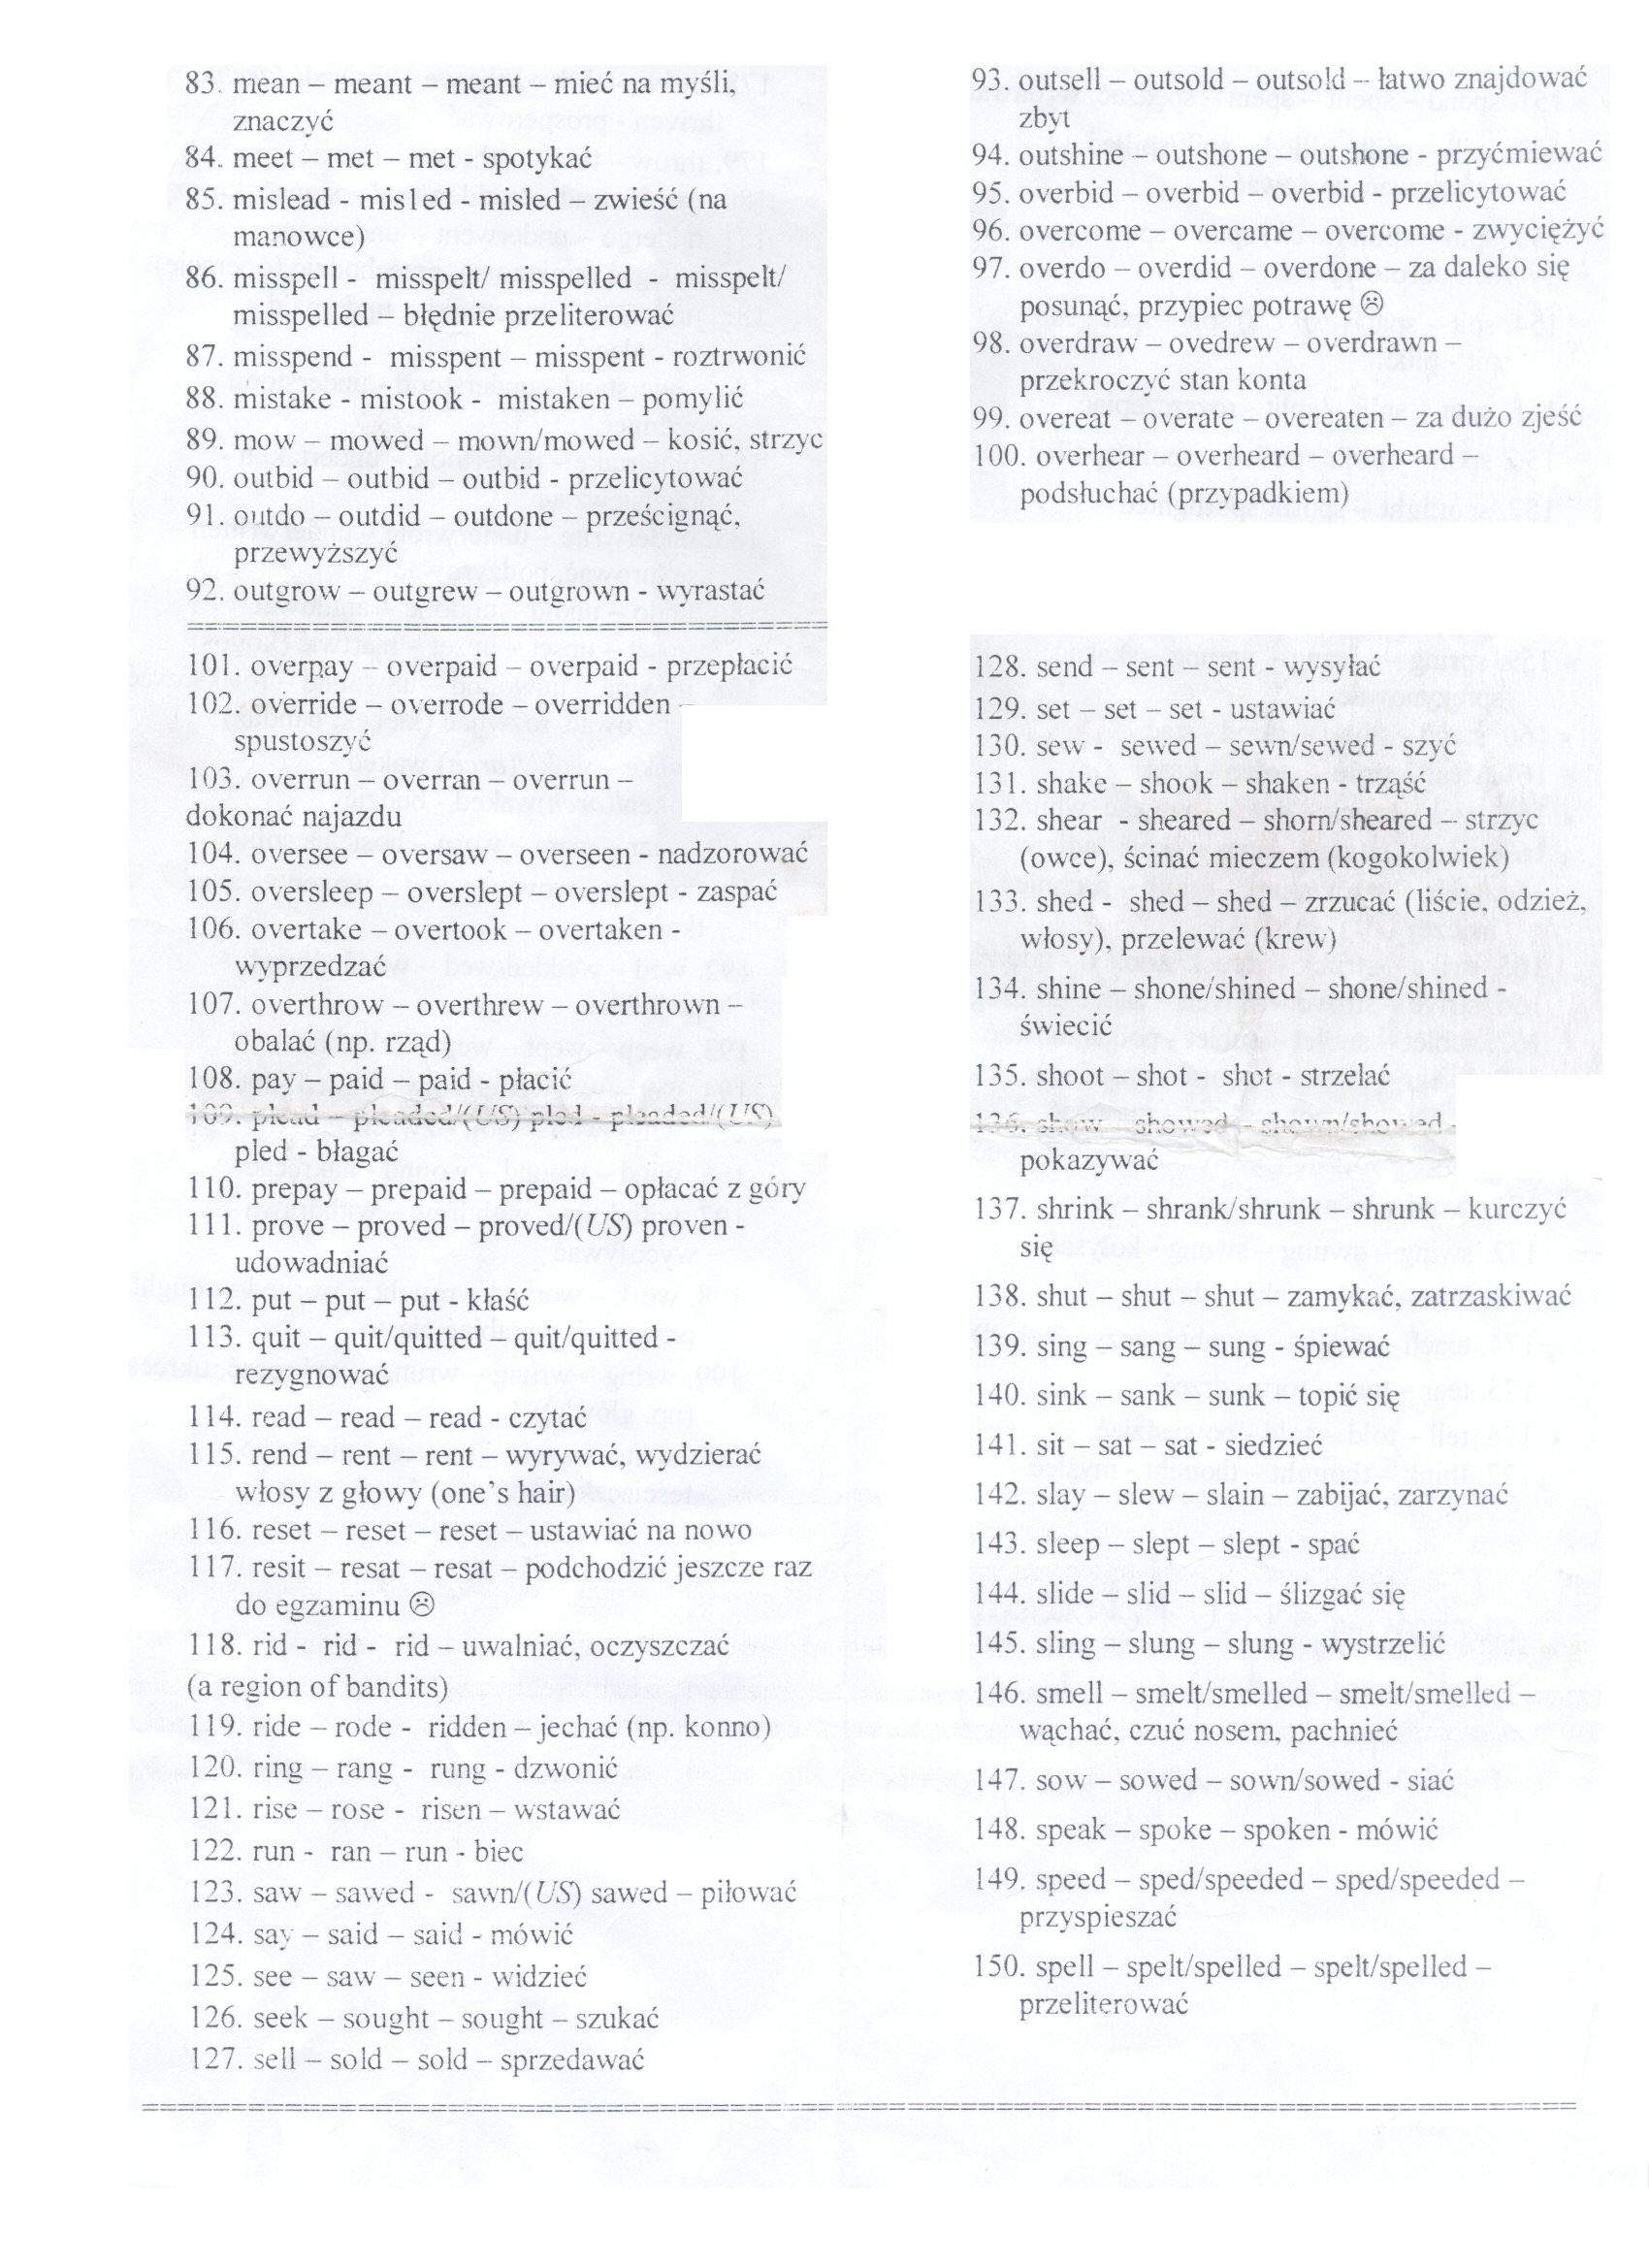 83. mean – meant – meant – mieć na myśli,
znaczyć
84. meet – met – met - spotykać
85. mislead - misled - misled – zwieść (na
manowce)
86. misspell - misspelt/ misspelled - misspelt/
misspelled – błędnie przeliterować
87. misspend - misspent – misspent - roztrwonić
88. mistake - mistook - mistaken – pomylić
89. mow – mowed – mown/mowed – kosić, strzyc
90. outbid – outbid – outbid - przelicytować
91. outdo – outdid – outdone – prześcignąć,
przewyższyć
92. outgrow – outgrew – outgrown - wyrastać
93. outsell – outsold – outsold – łatwo znajdować
zbyt
94. outshine – outshone – outshone - przyćmiewać
95. overbid – overbid – overbid - przelicytować
96. overcome – overcame – overcome - zwyciężyć
97. overdo – overdid – overdone – za daleko się
posunąć, przypiec potrawę ☹
98. overdraw – ovedrew – overdrawn –
przekroczyć stan konta
99. overeat – overate – overeaten – za dużo zjeść
100. overhear – overheard – overheard –
podsłuchać (przypadkiem)
101. overpay – overpaid – overpaid - przepłacić
102. override – overrode – overridden –
spustoszyć
103. overrun – overran – overrun –
dokonać najazdu
104. oversee – oversaw – overseen - nadzorować
105. oversleep – overslept – overslept - zaspać
106. overtake – overtook – overtaken -
wyprzedzać
107. overthrow – overthrew – overthrown –
obalać (np. rząd)
108. pay – paid – paid - płacić
109. plead – pleaded/(US) pled - pleaded/(US)
pled - błagać
110. prepay – prepaid – prepaid – opłacać z góry
111. prove – proved – proved/(US) proven -
udowadniać
112. put – put – put - kłaść
113. quit – quit/quitted – quit/quitted -
rezygnować
114. read – read – read - czytać
115. rend – rent – rent – wyrywać, wydzierać
włosy z głowy (one's hair)
116. reset – reset – reset – ustawiać na nowo
117. resit – resat – resat – podchodzić jeszcze raz
do egzaminu ☹
118. rid - rid - rid – uwalniać, oczyszczać
(a region of bandits)
119. ride – rode - ridden – jechać (np. konno)
120. ring – rang - rung - dzwonić
121. rise – rose - risen – wstawać
122. run - ran – run - biec
123. saw – sawed - sawn/(US) sawed – piłować
124. say – said – said - mówić
125. see – saw – seen - widzieć
126. seek – sought – sought – szukać
127. sell – sold – sold – sprzedawać
128. send – sent – sent - wysyłać
129. set – set – set - ustawiać
130. sew - sewed – sewn/sewed - szyć
131. shake – shook – shaken - trząść
132. shear - sheared – shorn/sheared – strzyc
(owce), ścinać mieczem (kogokolwiek)
133. shed - shed – shed – zrzucać (liście, odzież,
włosy), przelewać (krew)
134. shine – shone/shined – shone/shined -
świecić
135. shoot – shot - shot - strzelać
136. show – showed – shown/showed -
pokazywać
137. shrink – shrank/shrunk – shrunk – kurczyć
się
138. shut – shut – shut – zamykać, zatrzaskiwać
139. sing – sang – sung - śpiewać
140. sink – sank – sunk – topić się
141. sit – sat – sat - siedzieć
142. slay – slew – slain – zabijać, zarzynać
143. sleep – slept – slept - spać
144. slide – slid – slid – ślizgać się
145. sling – slung – slung - wystrzelić
146. smell – smelt/smelled – smelt/smelled –
wąchać, czuć nosem, pachnieć
147. sow – sowed – sown/sowed - siać
148. speak – spoke – spoken - mówić
149. speed – sped/speeded – sped/speeded –
przyspieszać
150. spell – spelt/spelled – spelt/spelled –
przeliterować